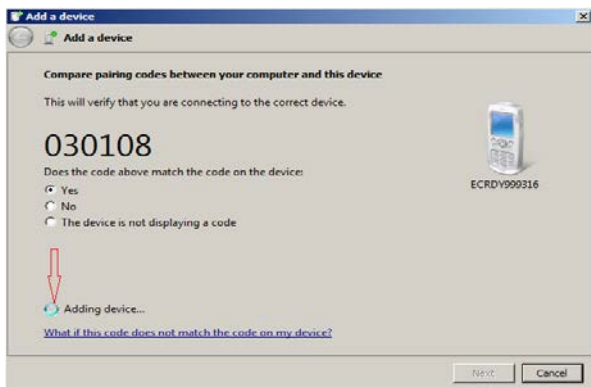 Add a device
Add a device
Compare pairing codes between your computer and this device
This will verify that you are connecting to the correct device.
030108
Does the code above match the code on the device:
ECRDY999316
Yes
No
The device is not displaying a code
Adding device...
What if this code does not match the code on my device?
Next
Cancel